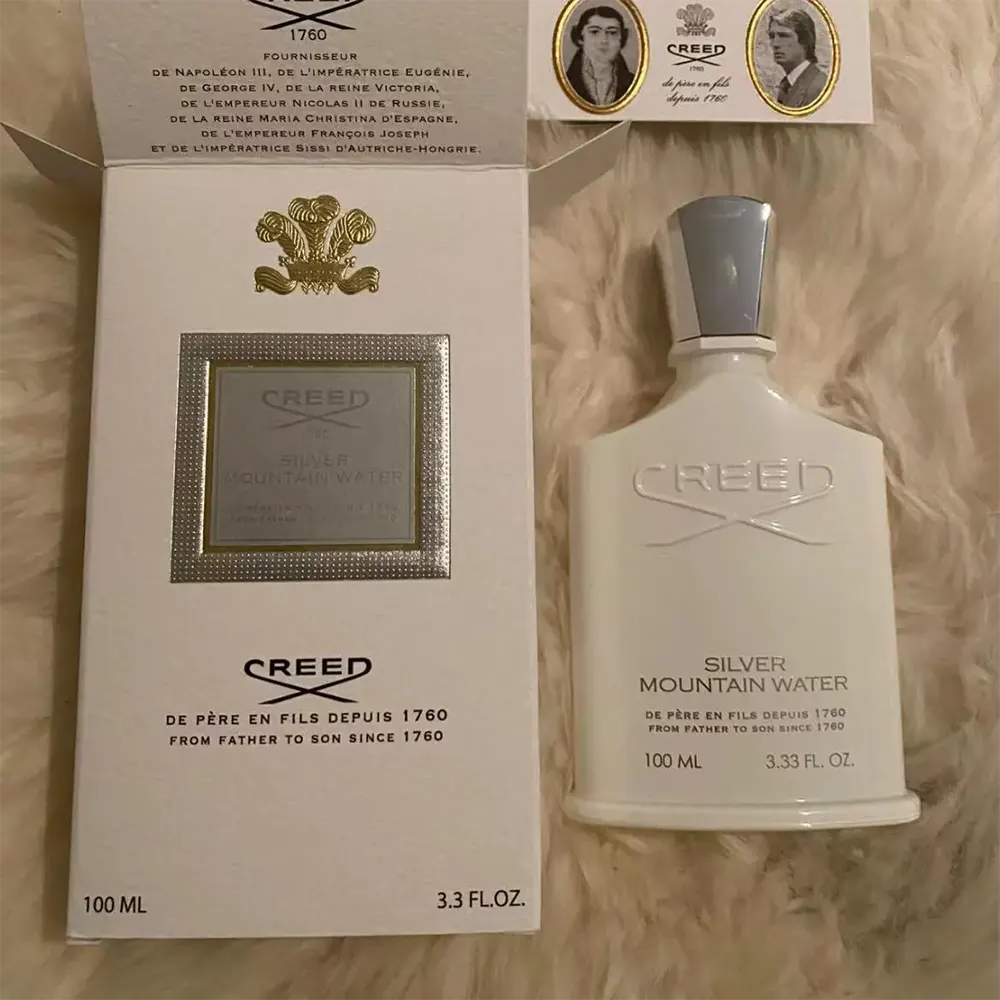 CREED
1760
FOURNISSEUR
DE NAPOLÉON III, DE L'IMPÉRATRICE EUGÉNIE,
DE GEORGE IV, DE LA REINE VICTORIA,
DE L'EMPEREUR NICOLAS II DE RUSSIE,
DE LA REINE MARIA CHRISTINA D'ESPAGNE,
DE L'EMPEREUR FRANÇOIS JOSEPH
ET DE L'IMPÉRATRICE SISSI D'AUTRICHE-HONGRIE.
CREED
1760
de père en fils
depuis 1760
CREED
1760
SILVER
MOUNTAIN WATER
CREED
DE PÈRE EN FILS DEPUIS 1760
FROM FATHER TO SON SINCE 1760
100 ML
3.3 FL.OZ.
CREED
SILVER
MOUNTAIN WATER
DE PÈRE EN FILS DEPUIS 1760
FROM FATHER TO SON SINCE 1760
100 ML
3.33 FL. OZ.